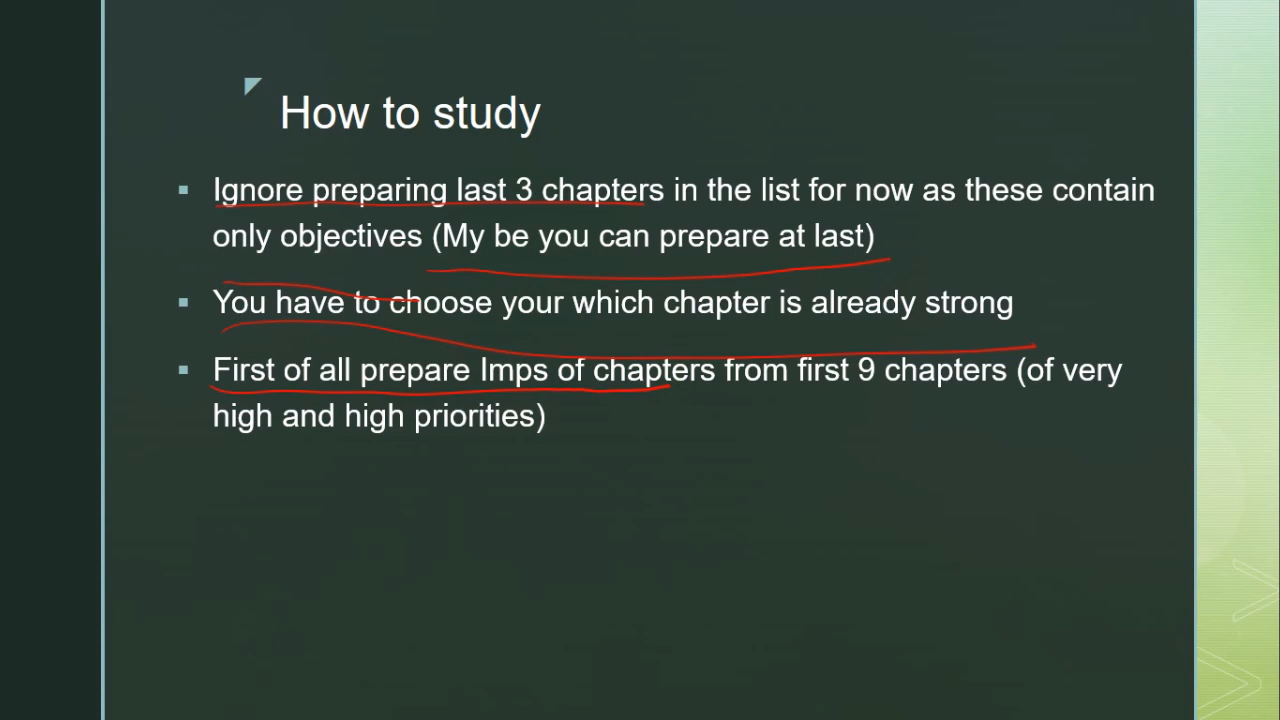 How to study
Ignore preparing last 3 chapters in the list for now as these contain
only objectives (My be you can prepare at last)
You have to choose your which chapter is already strong
First of all prepare Imps of chapters from first 9 chapters (of very
high and high priorities)